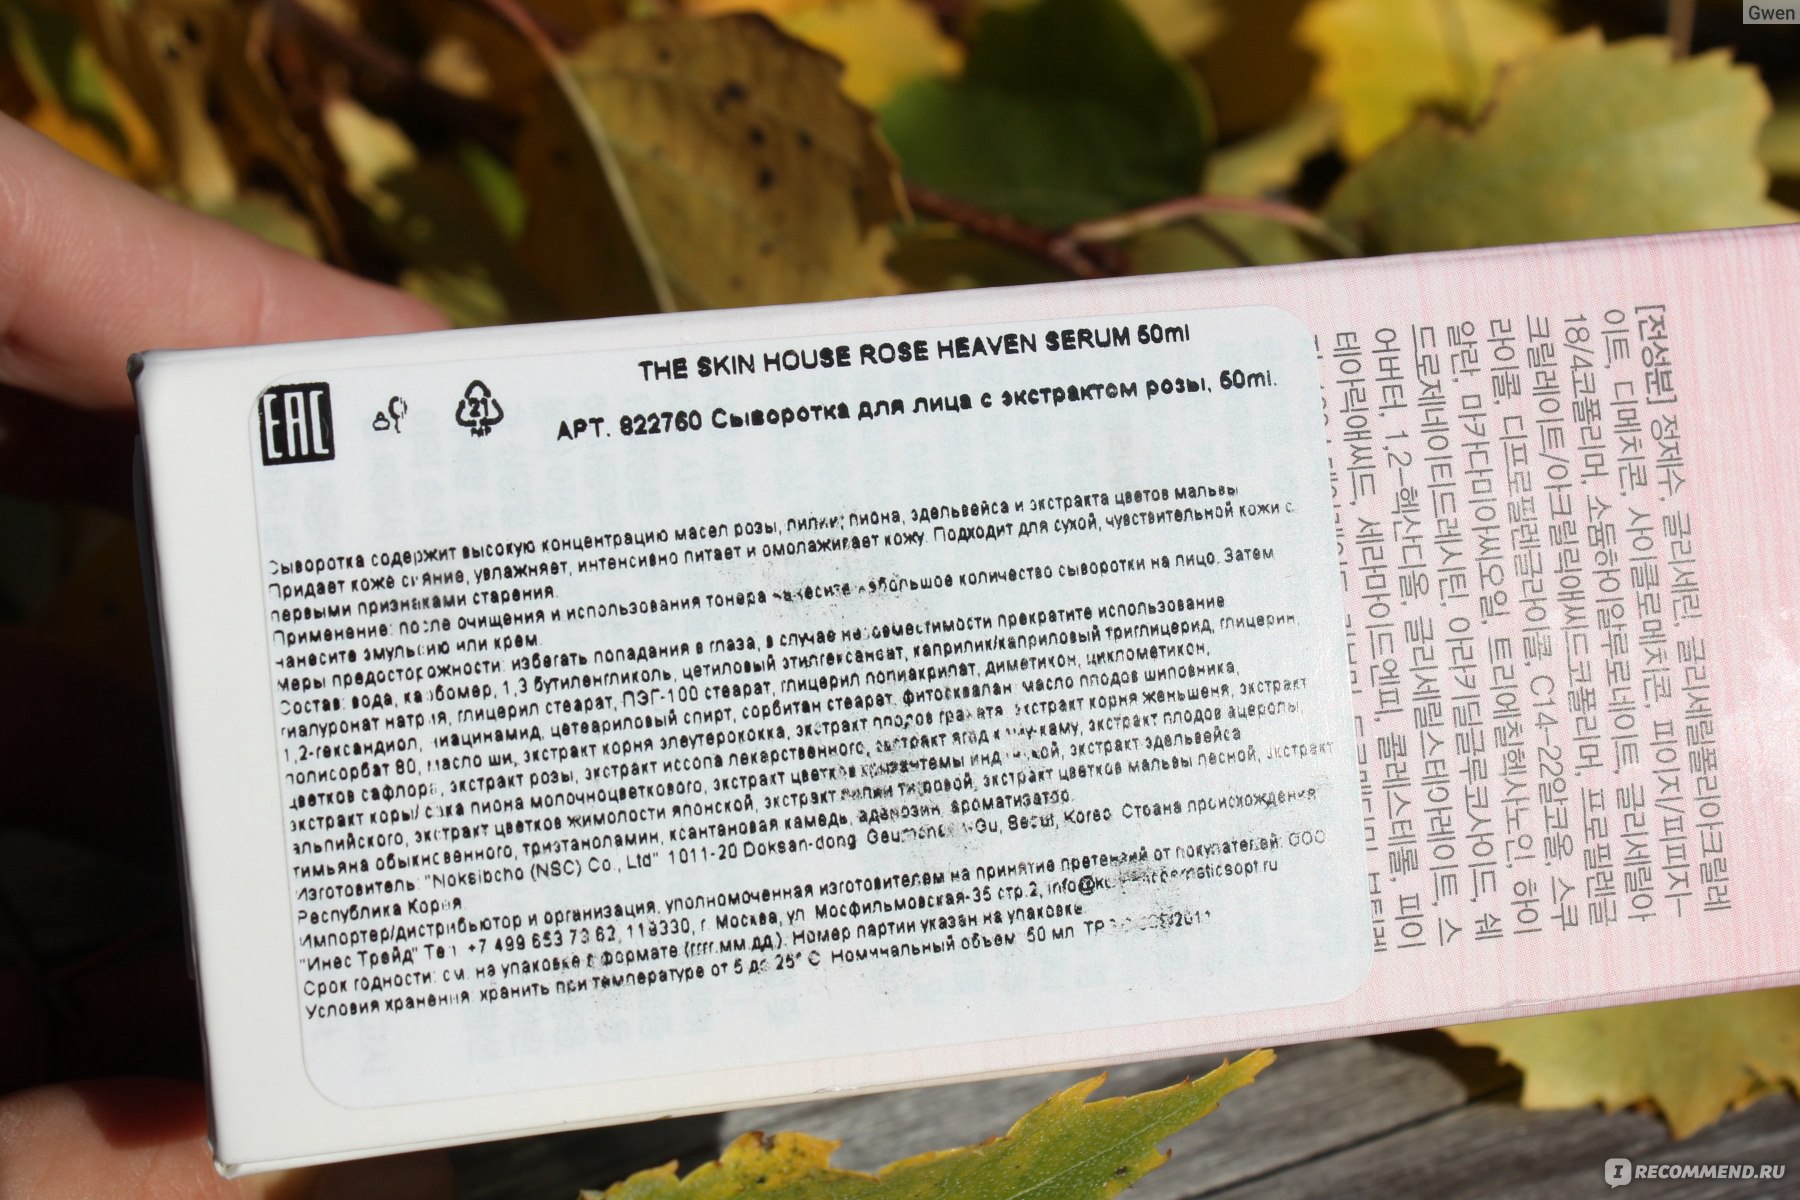 Gwen
EAC
21
PAP
THE SKIN HOUSE ROSE HEAVEN SERUM 50ml
АРТ. 822760 Сыворотка для лица с экстрактом розы, 50ml.
Сыворотка содержит высокую концентрацию масел розы, лилии, пиона, эдельвейса и экстракта цветов мальвы
Придает коже сияние, увлажняет, интенсивно питает и омолаживает кожу. Подходит для сухой, чувствительной кожи с
первыми признаками старения.
Применение: после очищения и использования тонера нанесите небольшое количество сыворотки на лицо. Затем
нанесите эмульсию или крем.
Меры предосторожности: избегать попадания в глаза, в случае несовместимости прекратите использование
Состав: вода, карбомер, 1,3 бутиленгликоль, цетиловый этилгексаноат, каприлик/каприловый триглицерид, глицерин,
гиалуронат натрия, глицерил стеарат, ПЭГ-100 стеарат, глицерил полиакрилат, диметикон, циклометикон,
1,2-гександиол, ниацинамид, цетеариловый спирт, сорбитан стеарат, фитосквалан, масло плодов шиповника,
полисорбат 80, масло ши, экстракт корня элеутерококка, экстракт плодов граната, экстракт корня женьшеня, экстракт
цветков сафлора, экстракт розы, экстракт иссопа лекарственного, экстракт ягод каму-каму, экстракт плодов ацеролы,
экстракт коры/ сока пиона молочноцветкового, экстракт цветков хризантемы индийской, экстракт эдельвейса
альпийского, экстракт цветков жимолости японской, экстракт лилии тигровой, экстракт цветков мальвы лесной, экстракт
тимьяна обыкновенного, триэтаноламин, ксантановая камедь, аденозин, ароматизатор.
Изготовитель: "Noksibcho (NSC) Co., Ltd" 1011-20 Doksan-dong Geumcheon-Gu, Seoul, Korea Страна происхождения
Республика Корея
Импортер/дистрибьютор и организация, уполномоченная изготовителем на принятие претензий от покупателей: ООО
"Инес Трейд" Тел +7 499 653 73 62, 119330, г. Москва, ул. Мосфильмовская-35 стр.2,
Срок годности: см. на упаковке в формате (гггг.мм.дд.). Номер партии указан на упаковке
Условия хранения: хранить при температуре от 5 до 25° С. Номинальный объем: 50 мл.
[전성분] 정제수, 글리세린, 글리세릴폴리아크릴레
이트, 디메치콘, 사이클로메치콘, 피이지/피피지-
18/4코폴리머, 소듐하이알루로네이트, 글리세릴아
크릴레이트/아크릴릭애씨드코폴리머, 프로필렌글
라이콜, 디프로필렌글라이콜, C14-22알코올, 스쿠
알란, 마카다미아씨오일, 트리에칠헥사노인, 하이
드로제네이티드레시틴, 아라키딜글루코사이드, 쉐
어버터, 1,2-헥산디올, 글리세릴스테아레이트, 스
테아릭애씨드, 세라마이드엔피, 콜레스테롤, 피이
IRECOMMEND.RU